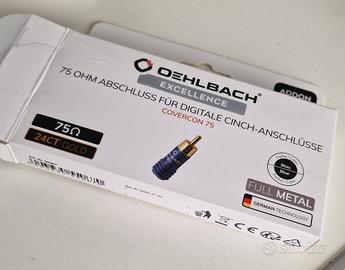 OEHLBACH®
EXCELLENCE
ADDON
75 OHM ABSCHLUSS FÜR DIGITALE CINCH-ANSCHLÜSSE
COVERCON 75
75Ω
24CT GOLD
FULL METAL
GERMAN TECHNOLOGY
subito